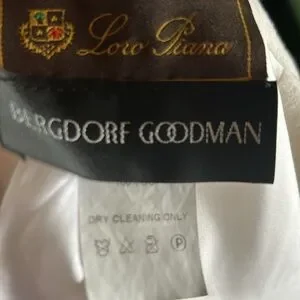 Loro Piana
BERGDORF GOODMAN
DRY CLEANING ONLY
P